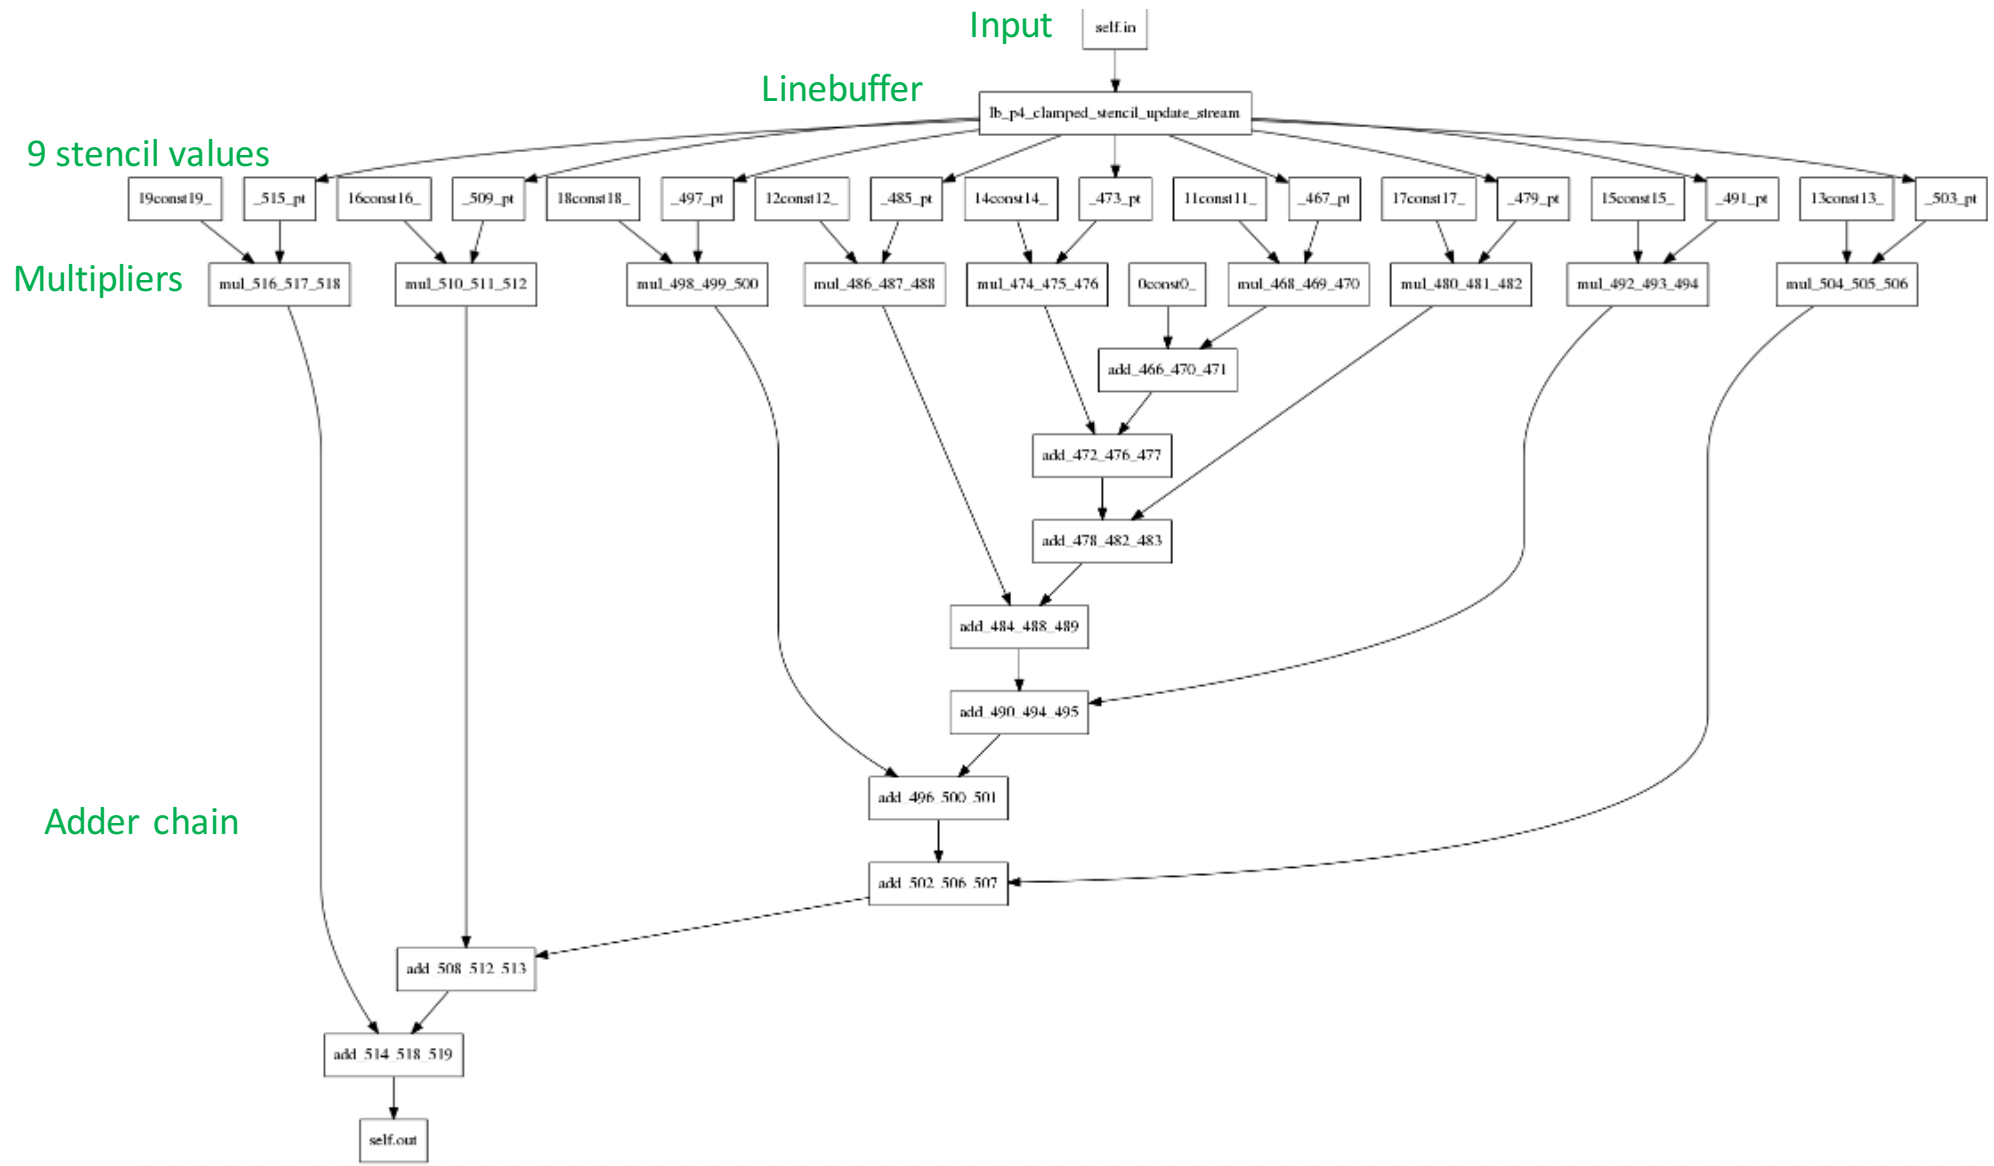 Input
self.in
Linebuffer
lb_p4_clamped_stencil_update_stream
9 stencil values
19const19_ _515_pt 16const16_ _509_pt 18const18_ _497_pt 12const12_ _485_pt 14const14_ _473_pt 11const11_ _467_pt 17const17_ _479_pt 15const15_ _491_pt 13const13_ _503_pt
Multipliers
mul_516_517_518 mul_510_511_512 mul_498_499_500 mul_486_487_488 mul_474_475_476 0const0_ mul_468_469_470 mul_480_481_482 mul_492_493_494 mul_504_505_506
add_466_470_471
add_472_476_477
add_478_482_483
add_484_488_489
add_490_494_495
add_496_500_501
Adder chain
add_502_506_507
add_508_512_513
add_514_518_519
self.out